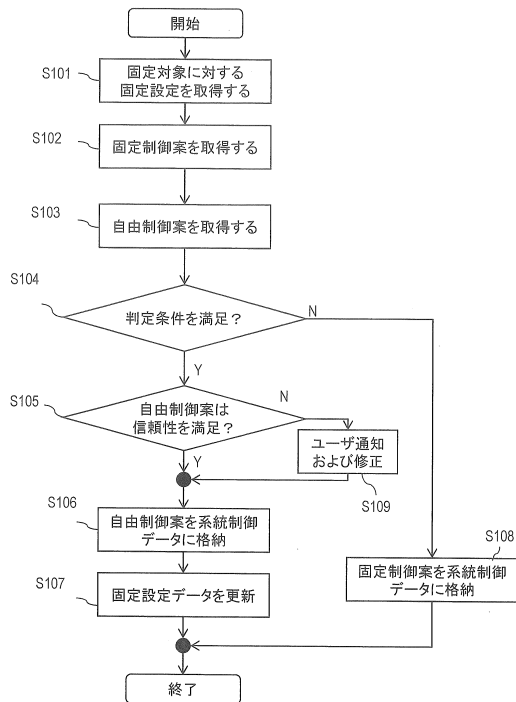 開始
S101
固定対象に対する
固定設定を取得する
S102
固定制御案を取得する
S103
自由制御案を取得する
S104
判定条件を満足?
N
Y
S105
自由制御案は
信頼性を満足?
N
Y
ユーザ通知
および修正
S109
S106
自由制御案を系統制御
データに格納
S107
固定設定データを更新
S108
固定制御案を系統制御
データに格納
終了